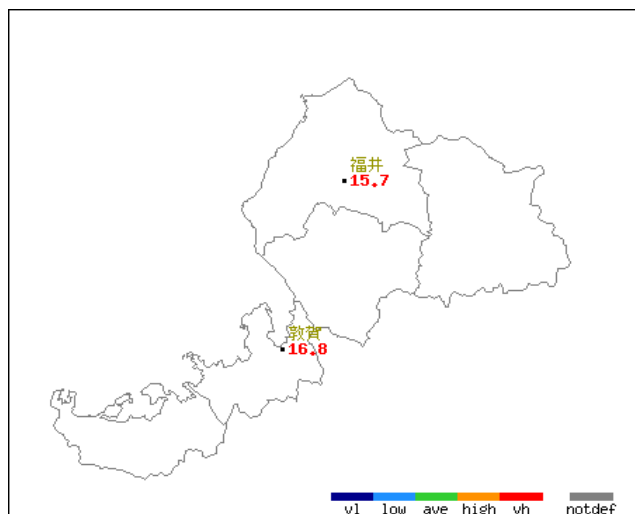 福井
15.7
敦賀
16.8
vl low ave high vh notdef